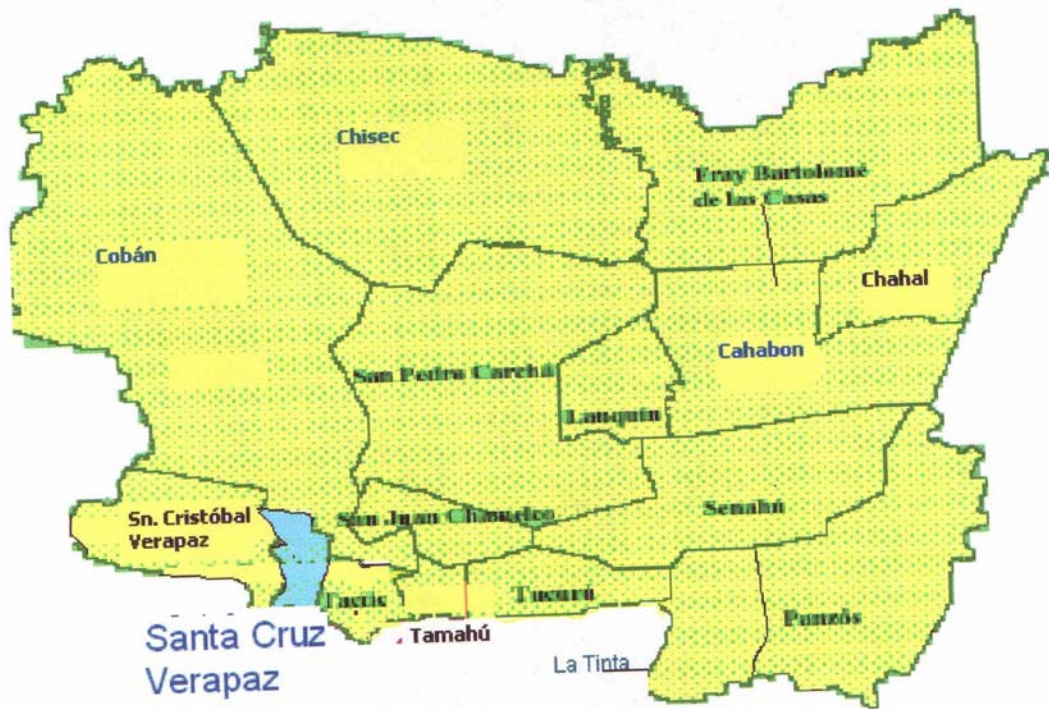 Chisec
Fray Bartolomé
de las Casas
Cobán
Chahal
Cahabon
San Pedro Carchá
Lanquín
Sn. Cristóbal
Verapaz
San Juan Chamelco
Senahú
Tactic
Tucurú
Panzós
Santa Cruz
Verapaz
Tamahú
La Tinta